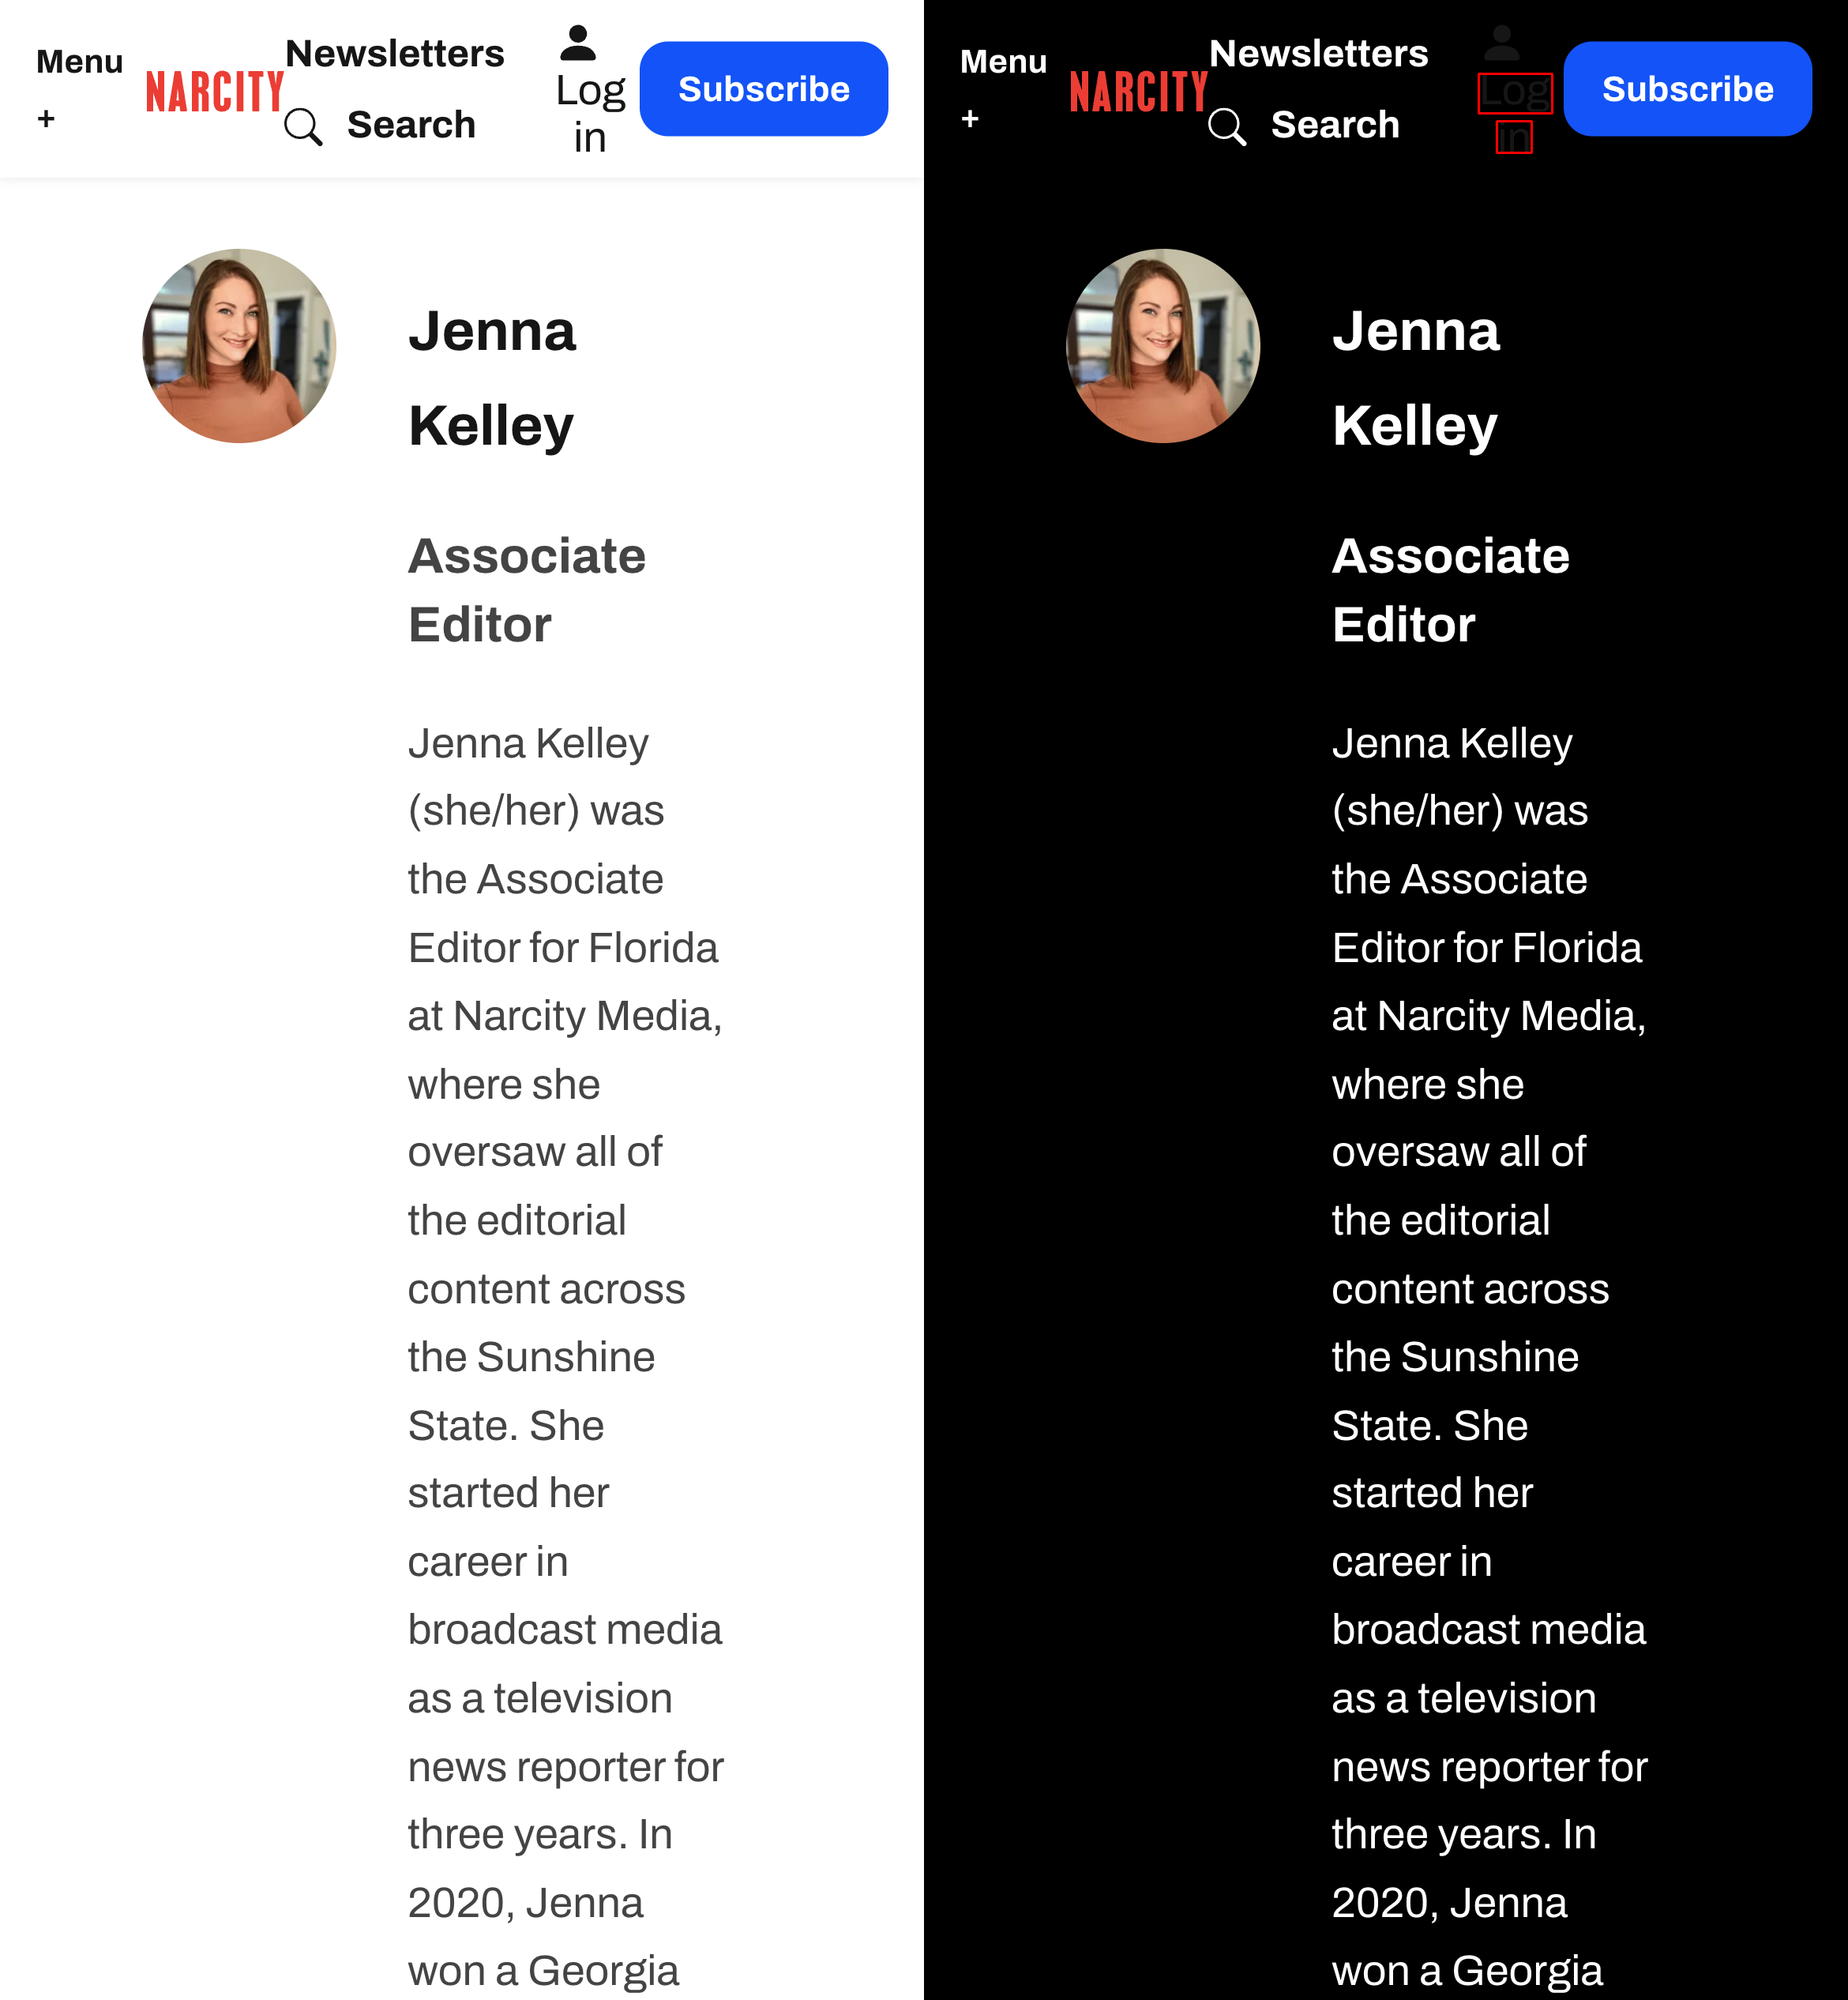 Menu
+
NARCITY
Newsletters
Search
Log
in
Subscribe
Jenna
Kelley
Associate
Editor
Jenna Kelley
(she/her) was
the Associate
Editor for Florida
at Narcity Media,
where she
oversaw all of
the editorial
content across
the Sunshine
State. She
started her
career in
broadcast media
as a television
news reporter for
three years. In
2020, Jenna
won a Georgia
Menu
+
NARCITY
Newsletters
Search
Log
in
Subscribe
Jenna
Kelley
Associate
Editor
Jenna Kelley
(she/her) was
the Associate
Editor for Florida
at Narcity Media,
where she
oversaw all of
the editorial
content across
the Sunshine
State. She
started her
career in
broadcast media
as a television
news reporter for
three years. In
2020, Jenna
won a Georgia